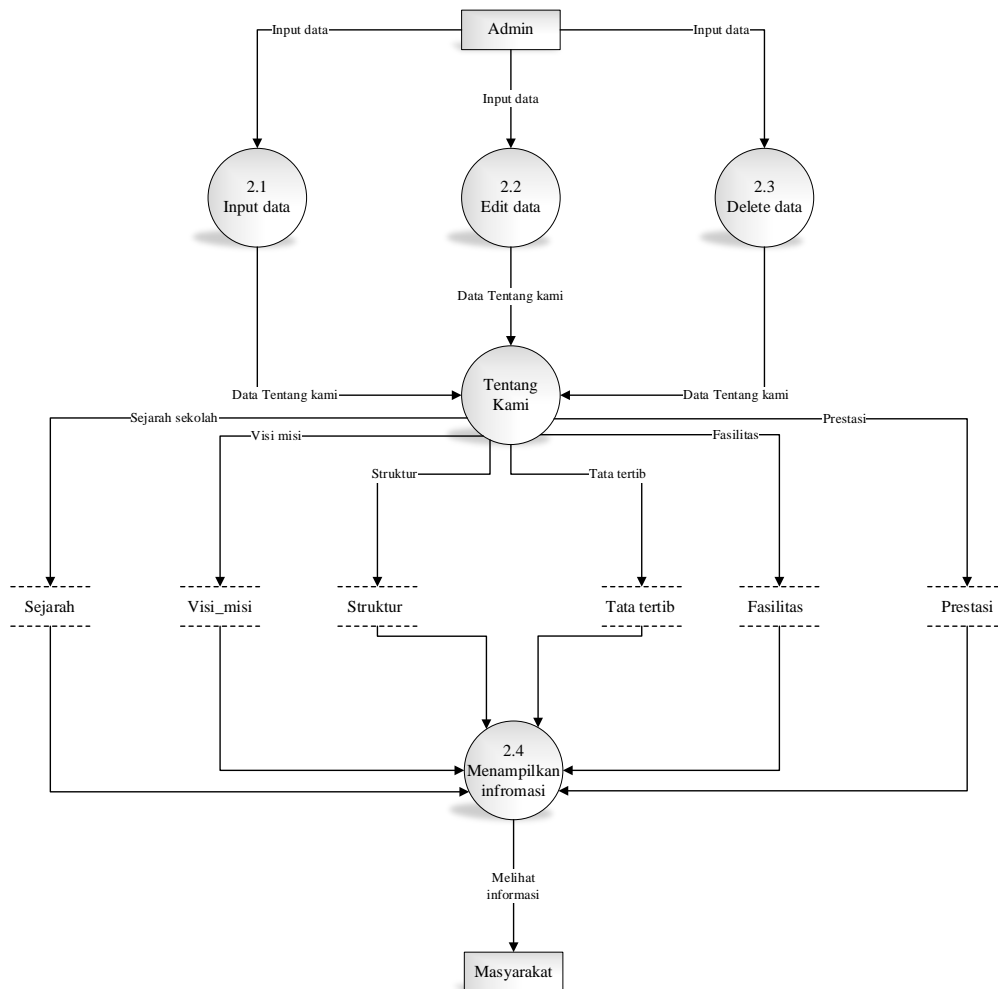 Admin
Input data
Input data
Input data
2.1
Input data
2.2
Edit data
2.3
Delete data
Data Tentang kami
Tentang
Kami
Data Tentang kami
Data Tentang kami
Sejarah sekolah
Prestasi
Visi misi
Fasilitas
Struktur
Tata tertib
Sejarah
Visi_misi
Struktur
Tata tertib
Fasilitas
Prestasi
2.4
Menampilkan
infromasi
Melihat
informasi
Masyarakat